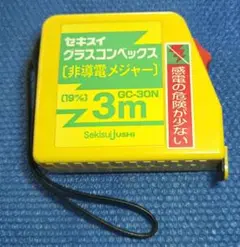 セキスイ
グラスコンベックス
[非導電メジャー]
(19%) GC-30N
3m
Sekisui JUSHI
感電の危険が少ない